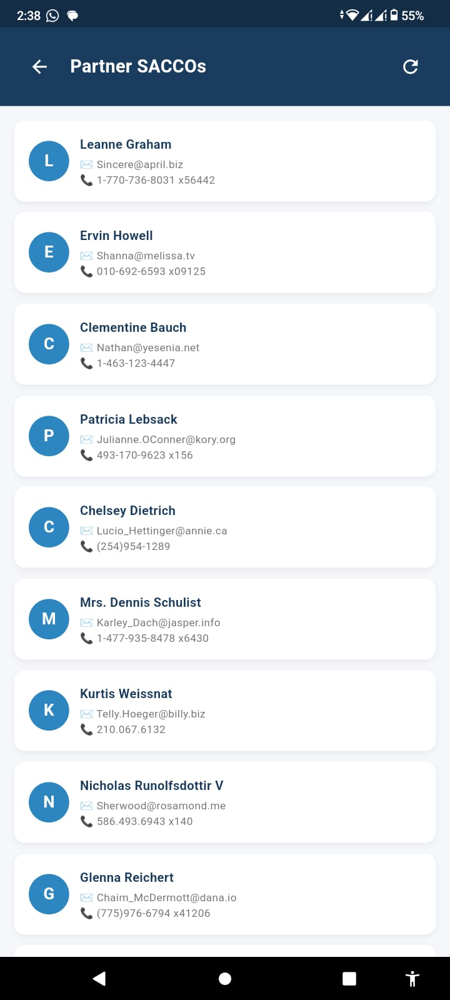 2:38 55%
Partner SACCOs
L
Leanne Graham
✉️ Sincere@april.biz
📞 1-770-736-8031 x56442
E
Ervin Howell
✉️ Shanna@melissa.tv
📞 010-692-6593 x09125
C
Clementine Bauch
✉️ Nathan@yesenia.net
📞 1-463-123-4447
P
Patricia Lebsack
✉️ Julianne.OConner@kory.org
📞 493-170-9623 x156
C
Chelsey Dietrich
✉️ Lucio_Hettinger@annie.ca
📞 (254)954-1289
M
Mrs. Dennis Schulist
✉️ Karley_Dach@jasper.info
📞 1-477-935-8478 x6430
K
Kurtis Weissnat
✉️ Telly.Hoeger@billy.biz
📞 210.067.6132
N
Nicholas Runolfsdottir V
✉️ Sherwood@rosamond.me
📞 586.493.6943 x140
G
Glenna Reichert
✉️ Chaim_McDermott@dana.io
📞 (775)976-6794 x41206